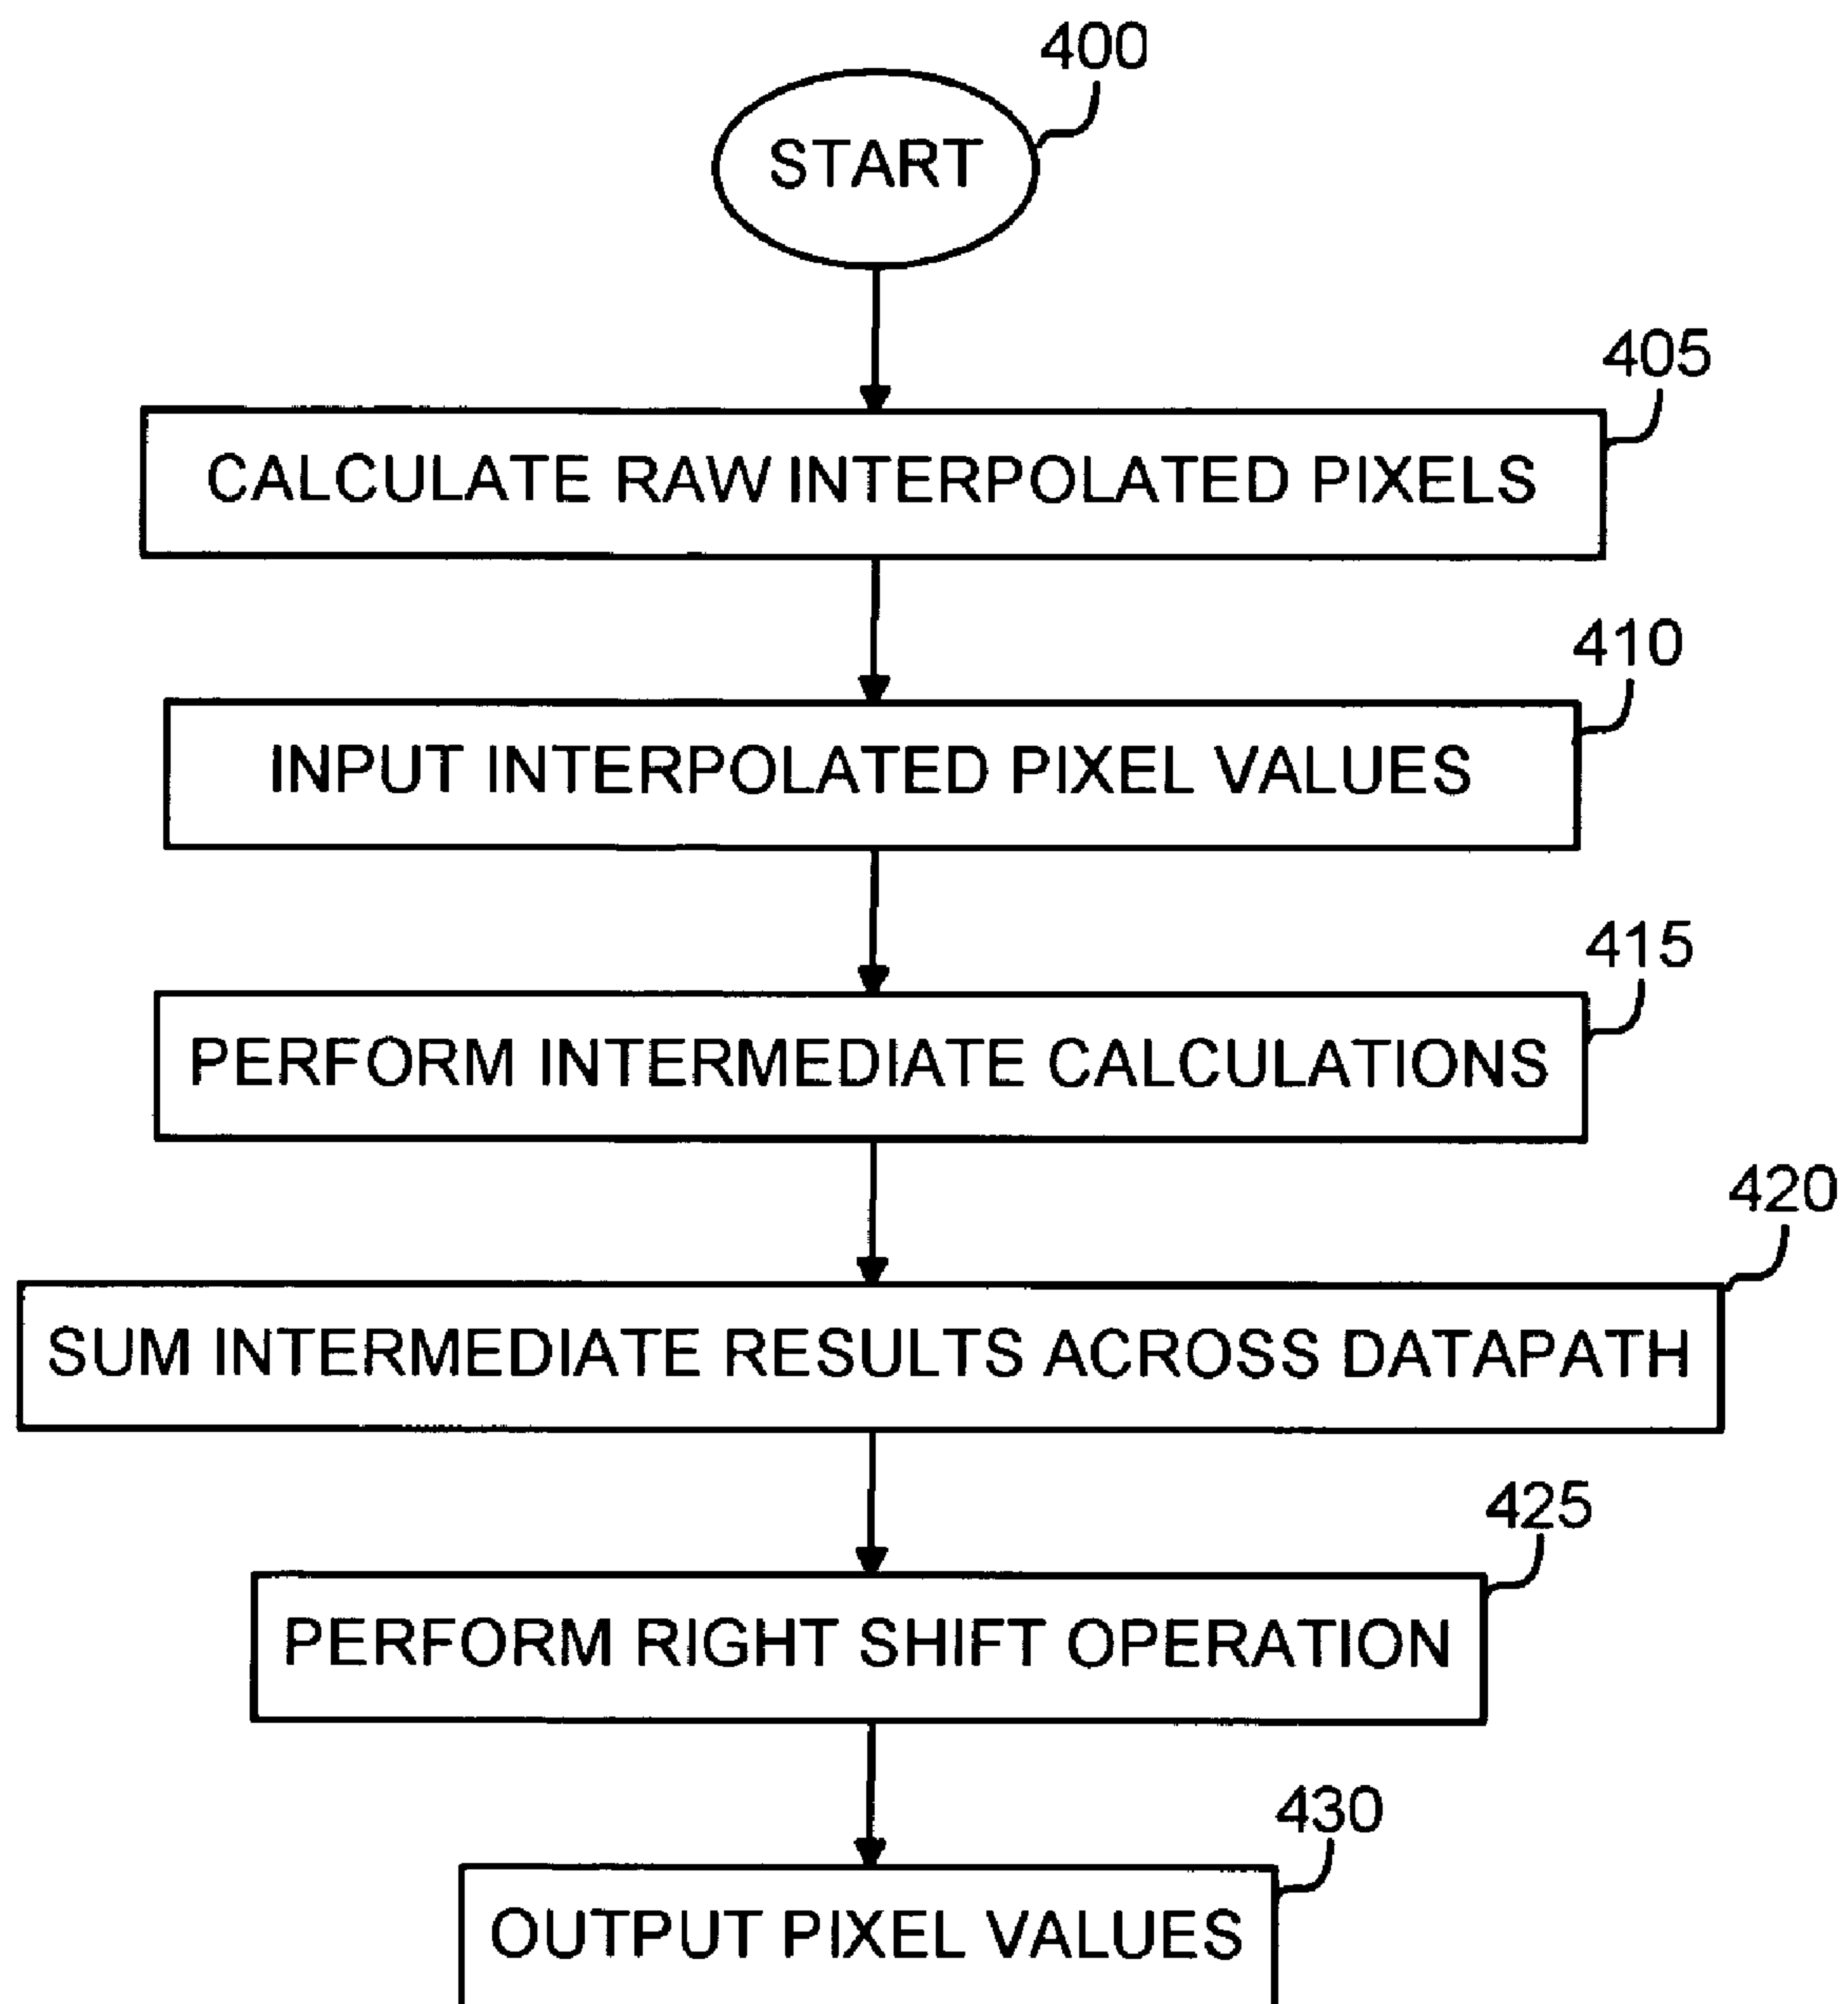 400
START
405
CALCULATE RAW INTERPOLATED PIXELS
410
INPUT INTERPOLATED PIXEL VALUES
415
PERFORM INTERMEDIATE CALCULATIONS
420
SUM INTERMEDIATE RESULTS ACROSS DATAPATH
425
PERFORM RIGHT SHIFT OPERATION
430
OUTPUT PIXEL VALUES